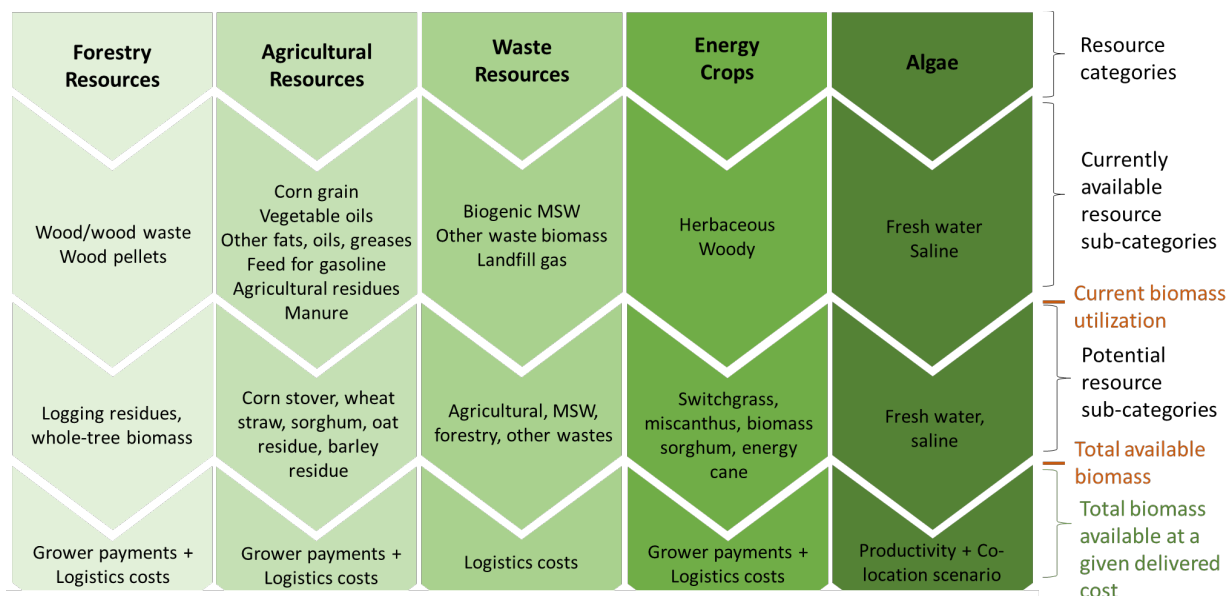 Forestry
Resources
Agricultural
Resources
Waste
Resources
Energy
Crops
Algae
Resource
categories
Wood/wood waste
Wood pellets
Corn grain
Vegetable oils
Other fats, oils, greases
Feed for gasoline
Agricultural residues
Manure
Biogenic MSW
Other waste biomass
Landfill gas
Herbaceous
Woody
Fresh water
Saline
Currently
available
resource
sub-categories
Current biomass
utilization
Logging residues,
whole-tree biomass
Corn stover, wheat
straw, sorghum, oat
residue, barley
residue
Agricultural, MSW,
forestry, other wastes
Switchgrass,
miscanthus, biomass
sorghum, energy
cane
Fresh water,
saline
Potential
resource
sub-categories
Total available
biomass
Grower payments +
Logistics costs
Grower payments +
Logistics costs
Logistics costs
Grower payments +
Logistics costs
Productivity + Co-
location scenario
Total biomass
available at a
given delivered
cost